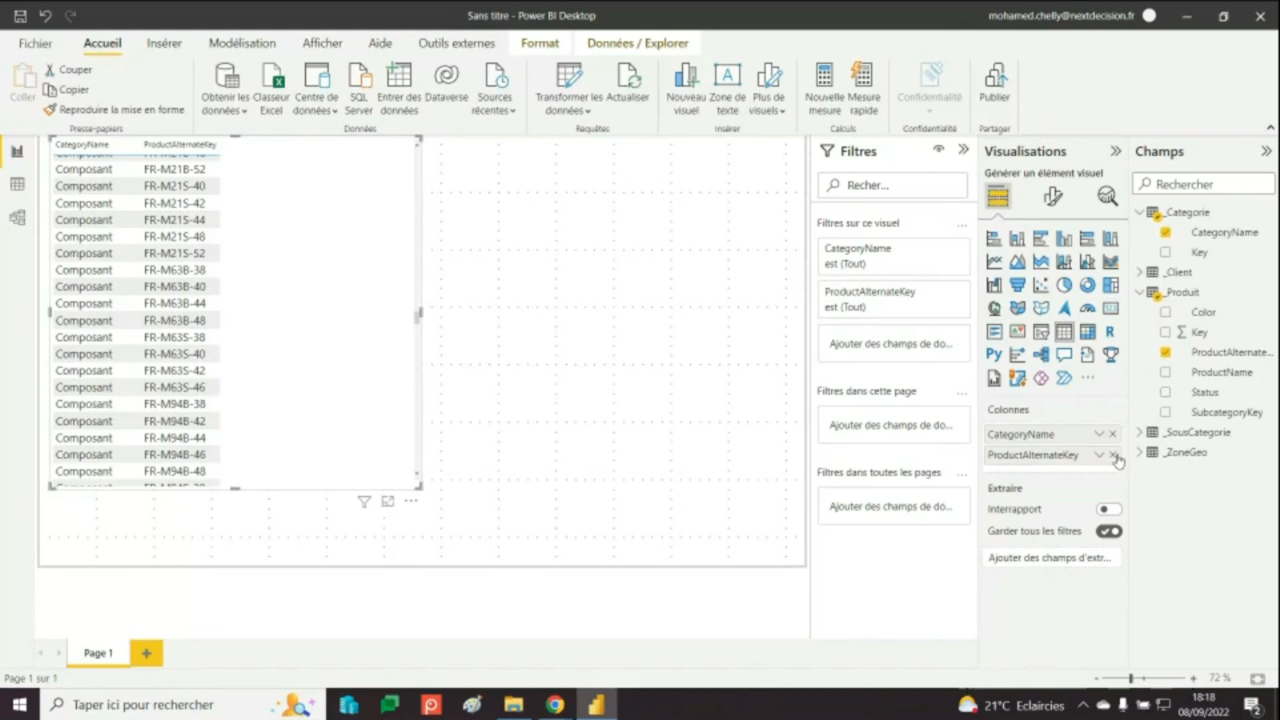 Sans titre - Power BI Desktop
mohamed.chelly@nextdecision.fr
Fichier Accueil Insérer Modélisation Afficher Aide Outils externes Format Données / Explorer
Coller
Couper
Copier
Reproduire la mise en forme
Obtenir les données
Classeur Excel
Centre de données
SQL Server
Entrer des données
Dataverse
Sources récentes
Transformer les données
Actualiser
Nouveau visuel
Zone de texte
Plus de visuels
Nouvelle mesure
Mesure rapide
Confidentialité
Publier
Presse-papiers
Données
Requêtes
Insérer
Calculs
Confidentialité
Partager
CategoryName ProductAlternateKey
Composant FR-M21B-52
Composant FR-M21S-40
Composant FR-M21S-42
Composant FR-M21S-44
Composant FR-M21S-48
Composant FR-M21S-52
Composant FR-M63B-38
Composant FR-M63B-40
Composant FR-M63B-44
Composant FR-M63B-48
Composant FR-M63S-38
Composant FR-M63S-40
Composant FR-M63S-42
Composant FR-M63S-46
Composant FR-M94B-38
Composant FR-M94B-42
Composant FR-M94B-44
Composant FR-M94B-46
Composant FR-M94B-48
Filtres
Recher...
Filtres sur ce visuel ...
CategoryName
est (Tout)
ProductAlternateKey
est (Tout)
Ajouter des champs de do...
Filtres dans cette page ...
Ajouter des champs de do...
Filtres dans toutes les pages ...
Ajouter des champs de do...
Visualisations
Générer un élément visuel
R
Py
Colonnes
CategoryName
ProductAlternateKey
Extraire
Interrapport
Garder tous les filtres
Ajouter des champs d'extr...
Champs
Rechercher
_Categorie
CategoryName
Key
_Client
_Produit
Color
Key
ProductAlternate...
ProductName
Status
SubcategoryKey
_SousCategorie
_ZoneGeo
Page 1
Page 1 sur 1
72 %
Taper ici pour rechercher
21°C Eclaircies
18:18
08/09/2022
2